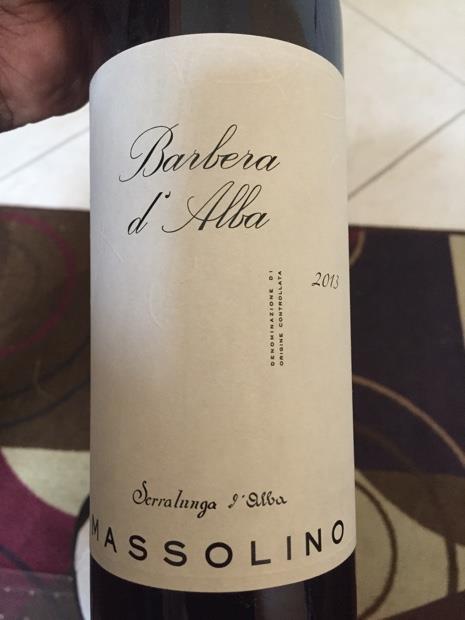 Barbera
d'Alba
2013
DENOMINAZIONE DI
ORIGINE CONTROLLATA
Serralunga d'Alba
MASSOLINO